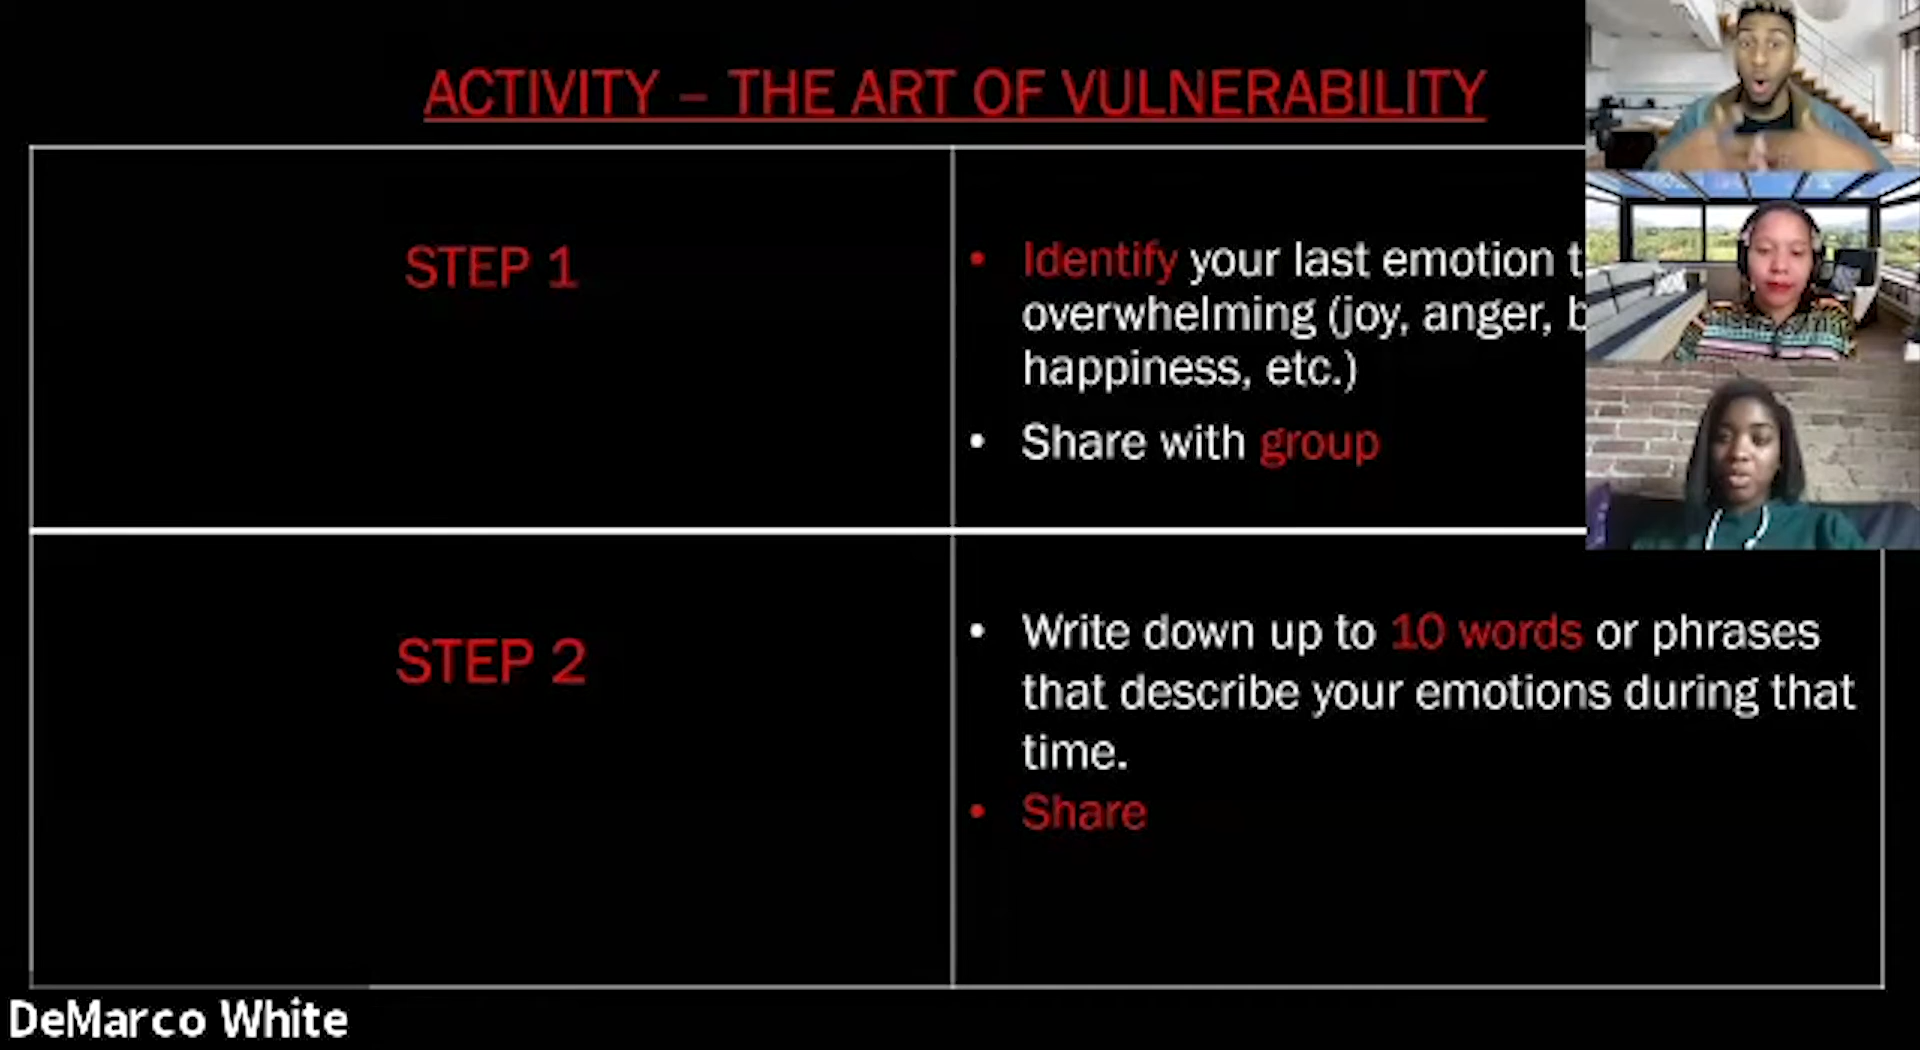 ACTIVITY – THE ART OF VULNERABILITY
STEP 1
• Identify your last emotion
overwhelming (joy, anger,
happiness, etc.)
• Share with group
STEP 2
• Write down up to 10 words or phrases
that describe your emotions during that
time.
• Share
DeMarco White